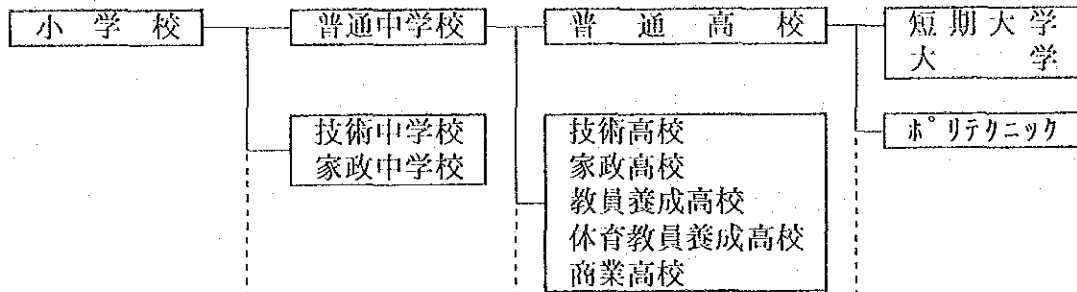 小学校
普通中学校
普通高校
短期大学
大学
技術中学校
家政中学校
技術高校
家政高校
教員養成高校
体育教員養成高校
商業高校
ポリテクニック